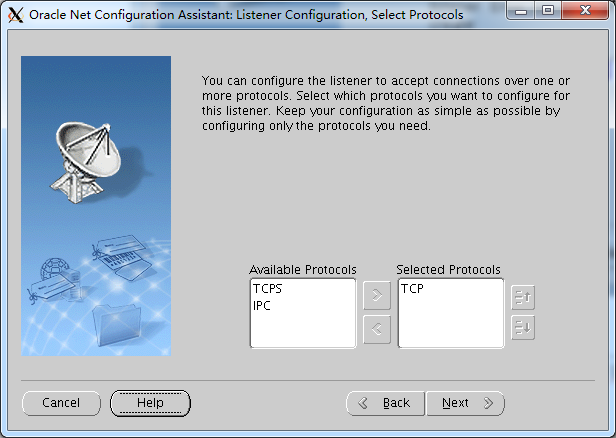 Oracle Net Configuration Assistant: Listener Configuration, Select Protocols
You can configure the listener to accept connections over one or
more protocols. Select which protocols you want to configure for
this listener. Keep your configuration as simple as possible by
configuring only the protocols you need.
Available Protocols
Selected Protocols
TCPS
IPC
TCP
Cancel
Help
Back
Next